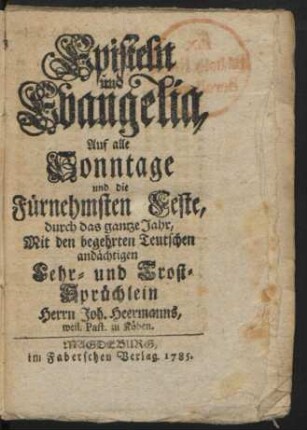 Episteln
und
Evangelia,
Auf alle
Sonntage
und die
Fürnehmsten Feste,
durch das gantze Jahr,
Mit den begehrten Teutschen
andächtigen
Lehr- und Trost-
Sprüchlein
Herrn Joh. Heermanns,
weil. Past. zu Köben.
MAGDEBURG,
im Faberschen Verlag. 1785.